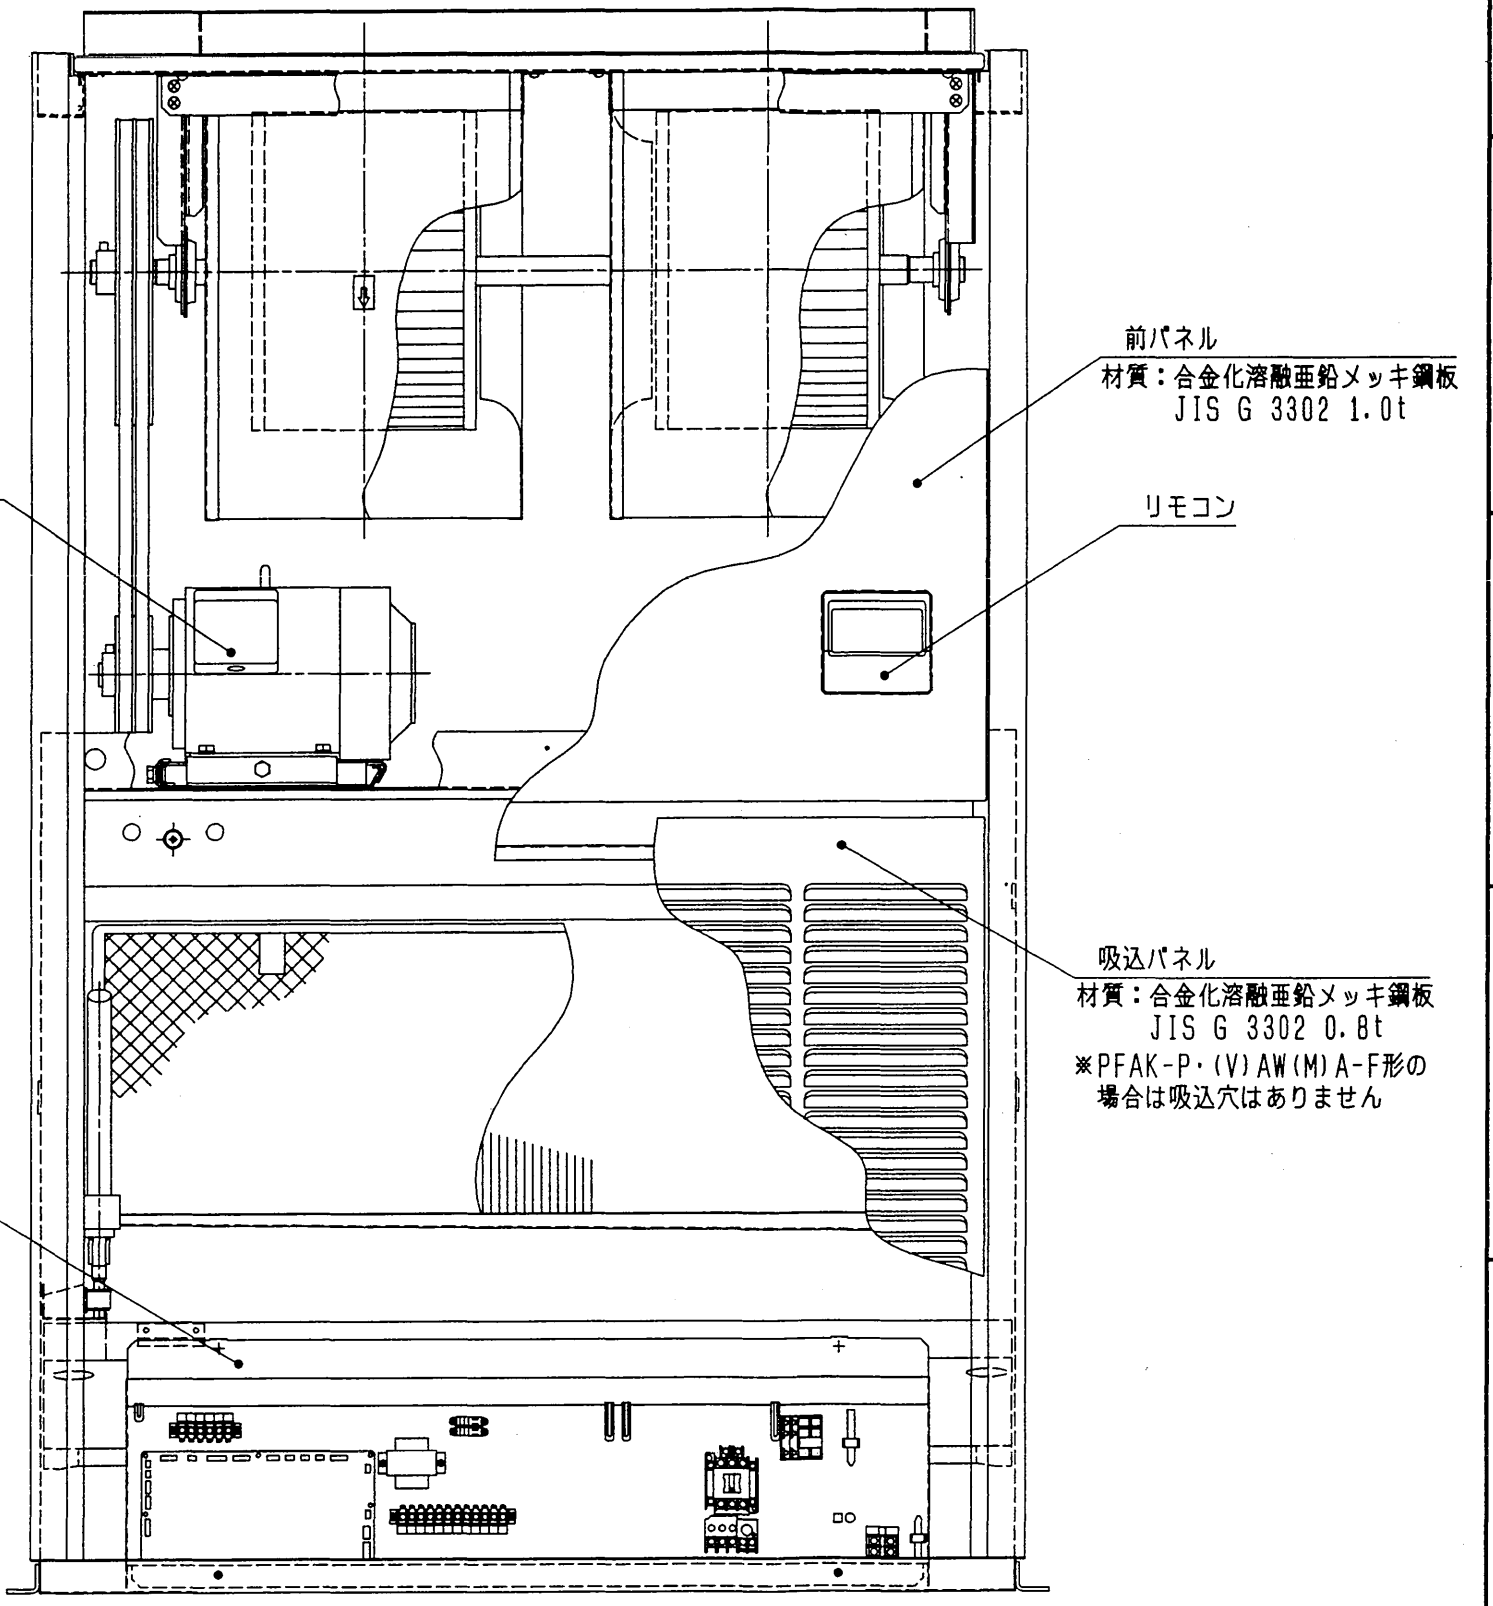 前パネル
材質：合金化溶融亜鉛メッキ鋼板
JIS G 3302 1.0t
リモコン
吸込パネル
材質：合金化溶融亜鉛メッキ鋼板
JIS G 3302 0.8t
※PFAK-P・(V)AW(M)A-F形の
場合は吸込穴はありません